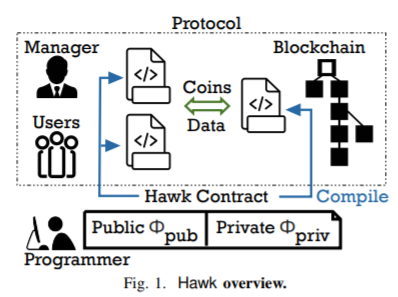 Protocol
Manager
Blockchain
</>
</>
Coins
Users
Data
</>
Hawk Contract
Compile
Public Φpub
Private Φpriv
Programmer
Fig. 1. Hawk overview.